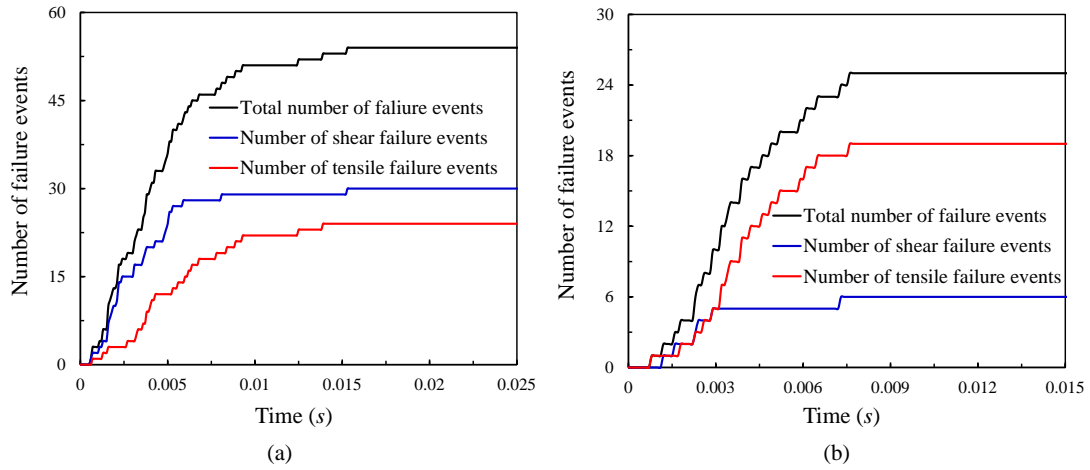 60
45
30
15
0
Number of failure events
Total number of faliure events
Number of shear failure events
Number of tensile failure events
0 0.005 0.01 0.015 0.02 0.025
Time (s)
(a)
30
24
18
12
6
0
Number of failure events
Total number of failure events
Number of shear failure events
Number of tensile failure events
0 0.003 0.006 0.009 0.012 0.015
Time (s)
(b)